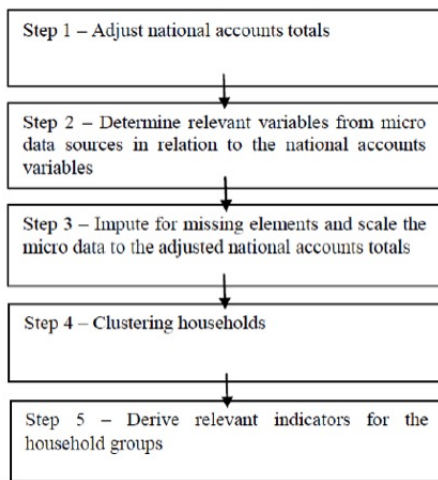 Step 1 – Adjust national accounts totals
Step 2 – Determine relevant variables from micro
data sources in relation to the national accounts
variables
Step 3 – Impute for missing elements and scale the
micro data to the adjusted national accounts totals
Step 4 – Clustering households
Step 5 – Derive relevant indicators for the
household groups